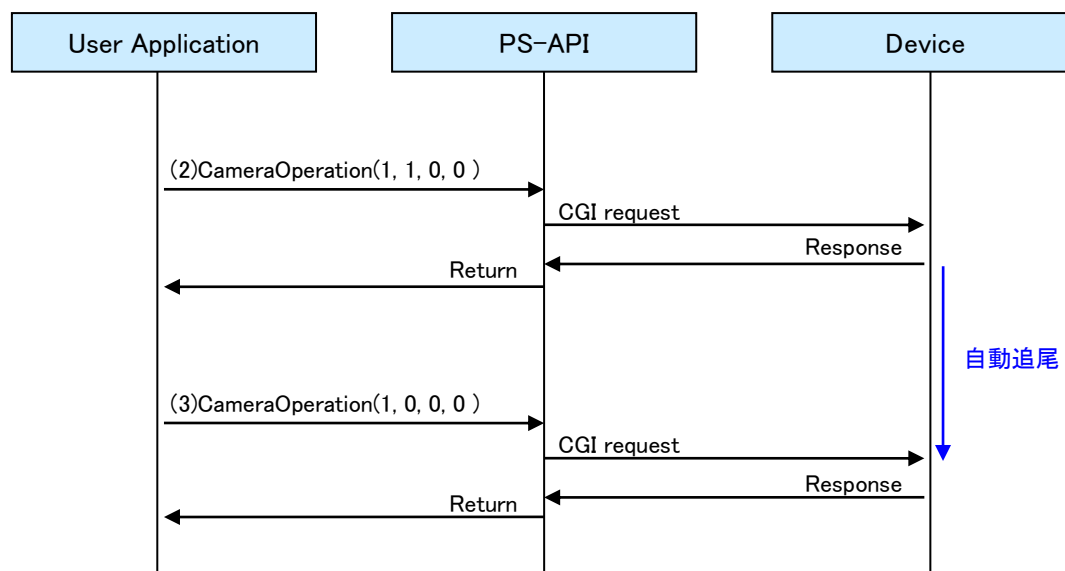 User Application
PS-API
Device
(2)CameraOperation(1, 1, 0, 0 )
CGI request
Response
Return
自動追尾
(3)CameraOperation(1, 0, 0, 0 )
CGI request
Response
Return